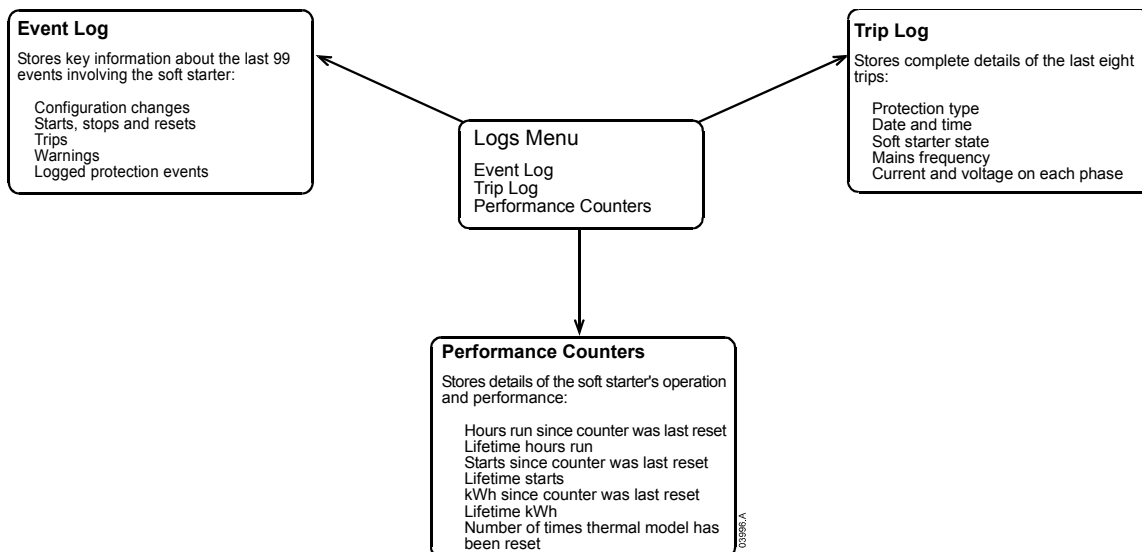 Event Log
Stores key information about the last 99
events involving the soft starter:
Configuration changes
Starts, stops and resets
Trips
Warnings
Logged protection events
Logs Menu
Event Log
Trip Log
Performance Counters
Trip Log
Stores complete details of the last eight
trips:
Protection type
Date and time
Soft starter state
Mains frequency
Current and voltage on each phase
Performance Counters
Stores details of the soft starter's operation
and performance:
Hours run since counter was last reset
Lifetime hours run
Starts since counter was last reset
Lifetime starts
kWh since counter was last reset
Lifetime kWh
Number of times thermal model has
been reset
03996.A